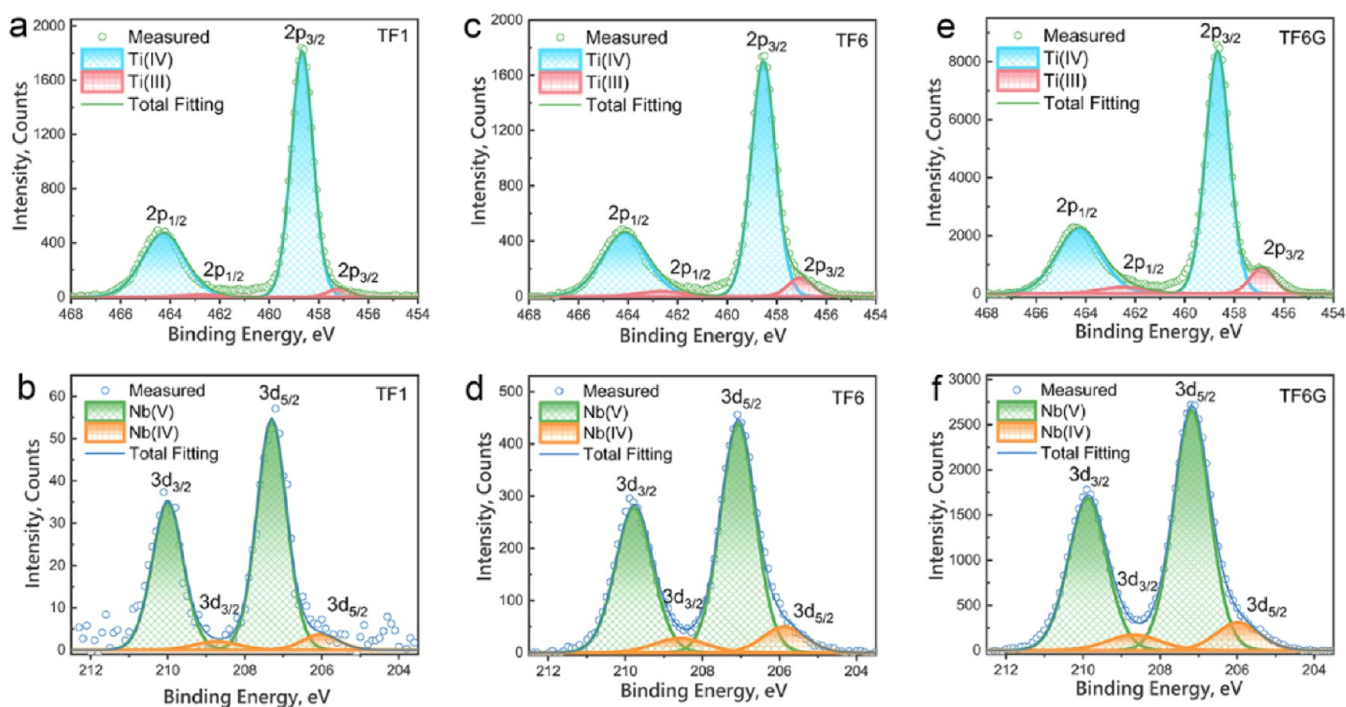 a
TF1
2p3/2
Measured
Ti(IV)
Ti(III)
Total Fitting
2p1/2
2p1/2
2p3/2
Intensity, Counts
2000
1600
1200
800
400
0
468 466 464 462 460 458 456 454
Binding Energy, eV
c
TF6
2p3/2
Measured
Ti(IV)
Ti(III)
Total Fitting
2p1/2
2p1/2
2p3/2
Intensity, Counts
2000
1600
1200
800
400
0
468 466 464 462 460 458 456 454
Binding Energy, eV
e
TF6G
2p3/2
Measured
Ti(IV)
Ti(III)
Total Fitting
2p1/2
2p1/2
2p3/2
Intensity, Counts
8000
6000
4000
2000
0
468 466 464 462 460 458 456 454
Binding Energy, eV
b
TF1
Measured
Nb(V)
Nb(IV)
Total Fitting
3d5/2
3d3/2
3d3/2
3d5/2
Intensity, Counts
60
50
40
30
20
10
0
212 210 208 206 204
Binding Energy, eV
d
TF6
Measured
Nb(V)
Nb(IV)
Total Fitting
3d5/2
3d3/2
3d3/2
3d5/2
Intensity, Counts
500
400
300
200
100
0
212 210 208 206 204
Binding Energy, eV
f
TF6G
Measured
Nb(V)
Nb(IV)
Total Fitting
3d5/2
3d3/2
3d3/2
3d5/2
Intensity, Counts
3000
2500
2000
1500
1000
500
0
212 210 208 206 204
Binding Energy, eV